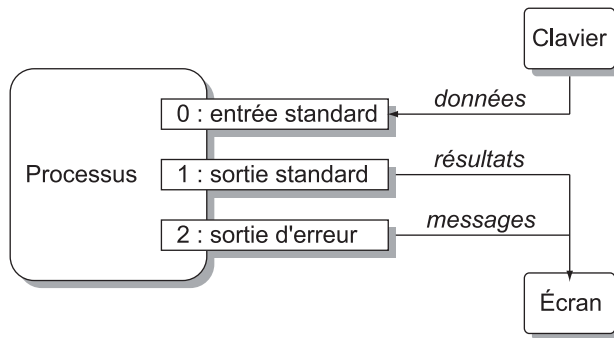 Clavier
données
0 : entrée standard
Processus
1 : sortie standard
résultats
2 : sortie d'erreur
messages
Écran